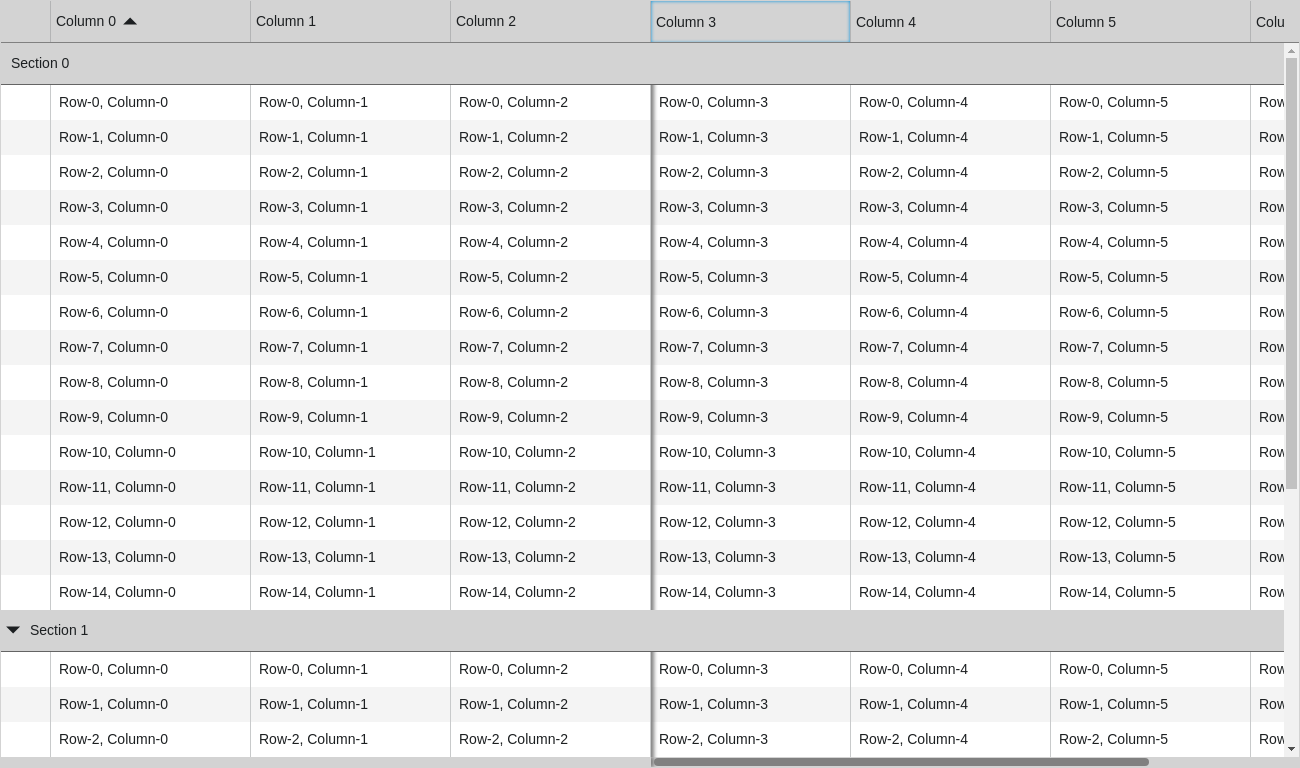 Column 0 Column 1 Column 2 Column 3 Column 4 Column 5 Colu
Section 0
Row-0, Column-0 Row-0, Column-1 Row-0, Column-2 Row-0, Column-3 Row-0, Column-4 Row-0, Column-5 Row
Row-1, Column-0 Row-1, Column-1 Row-1, Column-2 Row-1, Column-3 Row-1, Column-4 Row-1, Column-5 Row
Row-2, Column-0 Row-2, Column-1 Row-2, Column-2 Row-2, Column-3 Row-2, Column-4 Row-2, Column-5 Row
Row-3, Column-0 Row-3, Column-1 Row-3, Column-2 Row-3, Column-3 Row-3, Column-4 Row-3, Column-5 Row
Row-4, Column-0 Row-4, Column-1 Row-4, Column-2 Row-4, Column-3 Row-4, Column-4 Row-4, Column-5 Row
Row-5, Column-0 Row-5, Column-1 Row-5, Column-2 Row-5, Column-3 Row-5, Column-4 Row-5, Column-5 Row
Row-6, Column-0 Row-6, Column-1 Row-6, Column-2 Row-6, Column-3 Row-6, Column-4 Row-6, Column-5 Row
Row-7, Column-0 Row-7, Column-1 Row-7, Column-2 Row-7, Column-3 Row-7, Column-4 Row-7, Column-5 Row
Row-8, Column-0 Row-8, Column-1 Row-8, Column-2 Row-8, Column-3 Row-8, Column-4 Row-8, Column-5 Row
Row-9, Column-0 Row-9, Column-1 Row-9, Column-2 Row-9, Column-3 Row-9, Column-4 Row-9, Column-5 Row
Row-10, Column-0 Row-10, Column-1 Row-10, Column-2 Row-10, Column-3 Row-10, Column-4 Row-10, Column-5 Row
Row-11, Column-0 Row-11, Column-1 Row-11, Column-2 Row-11, Column-3 Row-11, Column-4 Row-11, Column-5 Row
Row-12, Column-0 Row-12, Column-1 Row-12, Column-2 Row-12, Column-3 Row-12, Column-4 Row-12, Column-5 Row
Row-13, Column-0 Row-13, Column-1 Row-13, Column-2 Row-13, Column-3 Row-13, Column-4 Row-13, Column-5 Row
Row-14, Column-0 Row-14, Column-1 Row-14, Column-2 Row-14, Column-3 Row-14, Column-4 Row-14, Column-5 Row
Section 1
Row-0, Column-0 Row-0, Column-1 Row-0, Column-2 Row-0, Column-3 Row-0, Column-4 Row-0, Column-5 Row
Row-1, Column-0 Row-1, Column-1 Row-1, Column-2 Row-1, Column-3 Row-1, Column-4 Row-1, Column-5 Row
Row-2, Column-0 Row-2, Column-1 Row-2, Column-2 Row-2, Column-3 Row-2, Column-4 Row-2, Column-5 Row